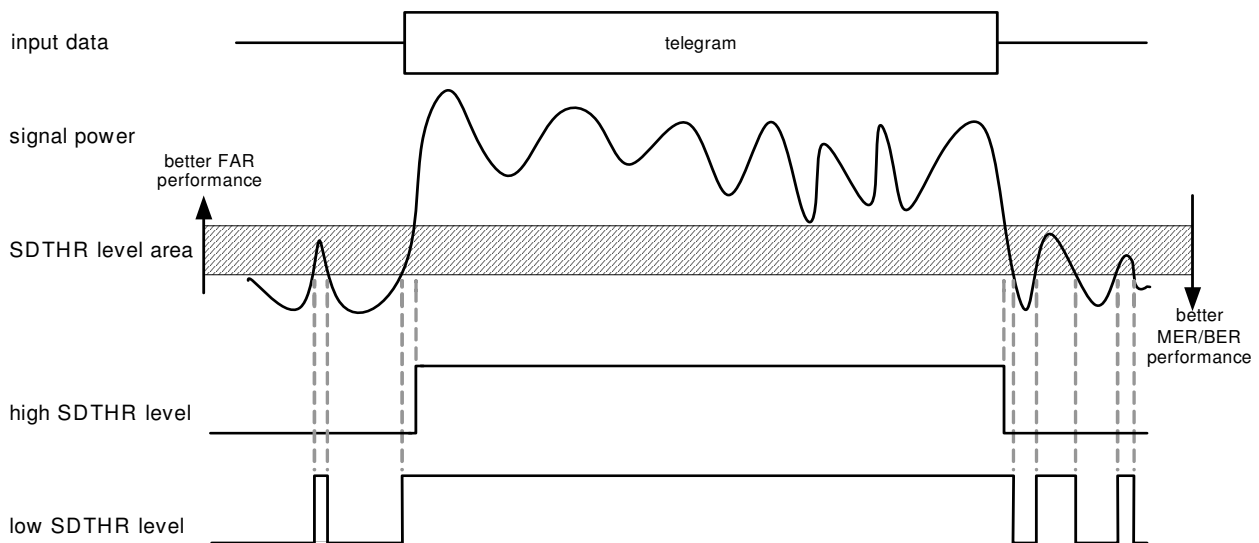 input data
telegram
signal power
better FAR
performance
SDTHR level area
better
MER/BER
performance
high SDTHR level
low SDTHR level